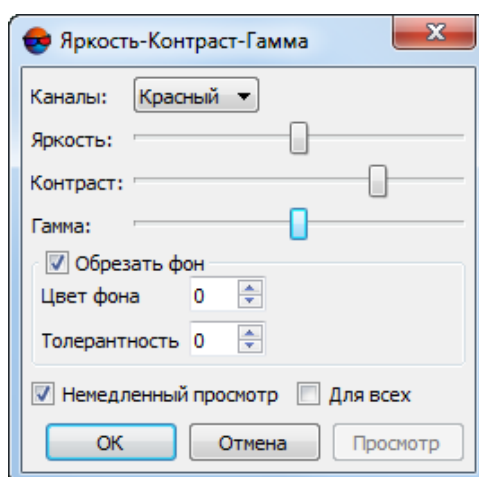 Яркость-Контраст-Гамма
Каналы: Красный
Яркость:
Контраст:
Гамма:
Обрезать фон
Цвет фона 0
Толерантность 0
Немедленный просмотр Для всех
ОК Отмена Просмотр